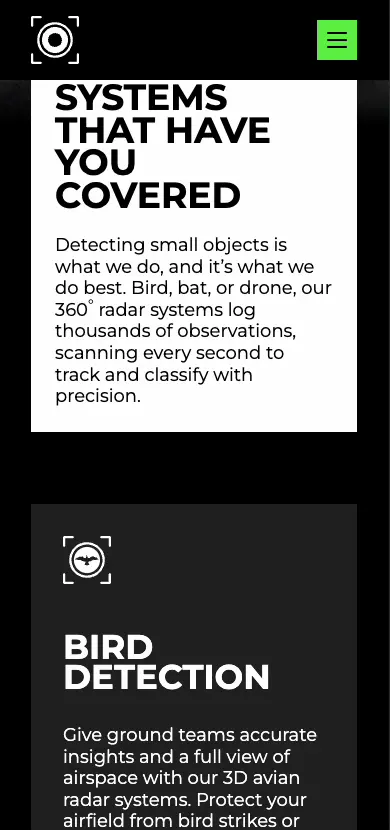 SYSTEMS
THAT HAVE
YOU
COVERED
Detecting small objects is
what we do, and it’s what we
do best. Bird, bat, or drone, our
360° radar systems log
thousands of observations,
scanning every second to
track and classify with
precision.
BIRD
DETECTION
Give ground teams accurate
insights and a full view of
airspace with our 3D avian
radar systems. Protect your
airfield from bird strikes or